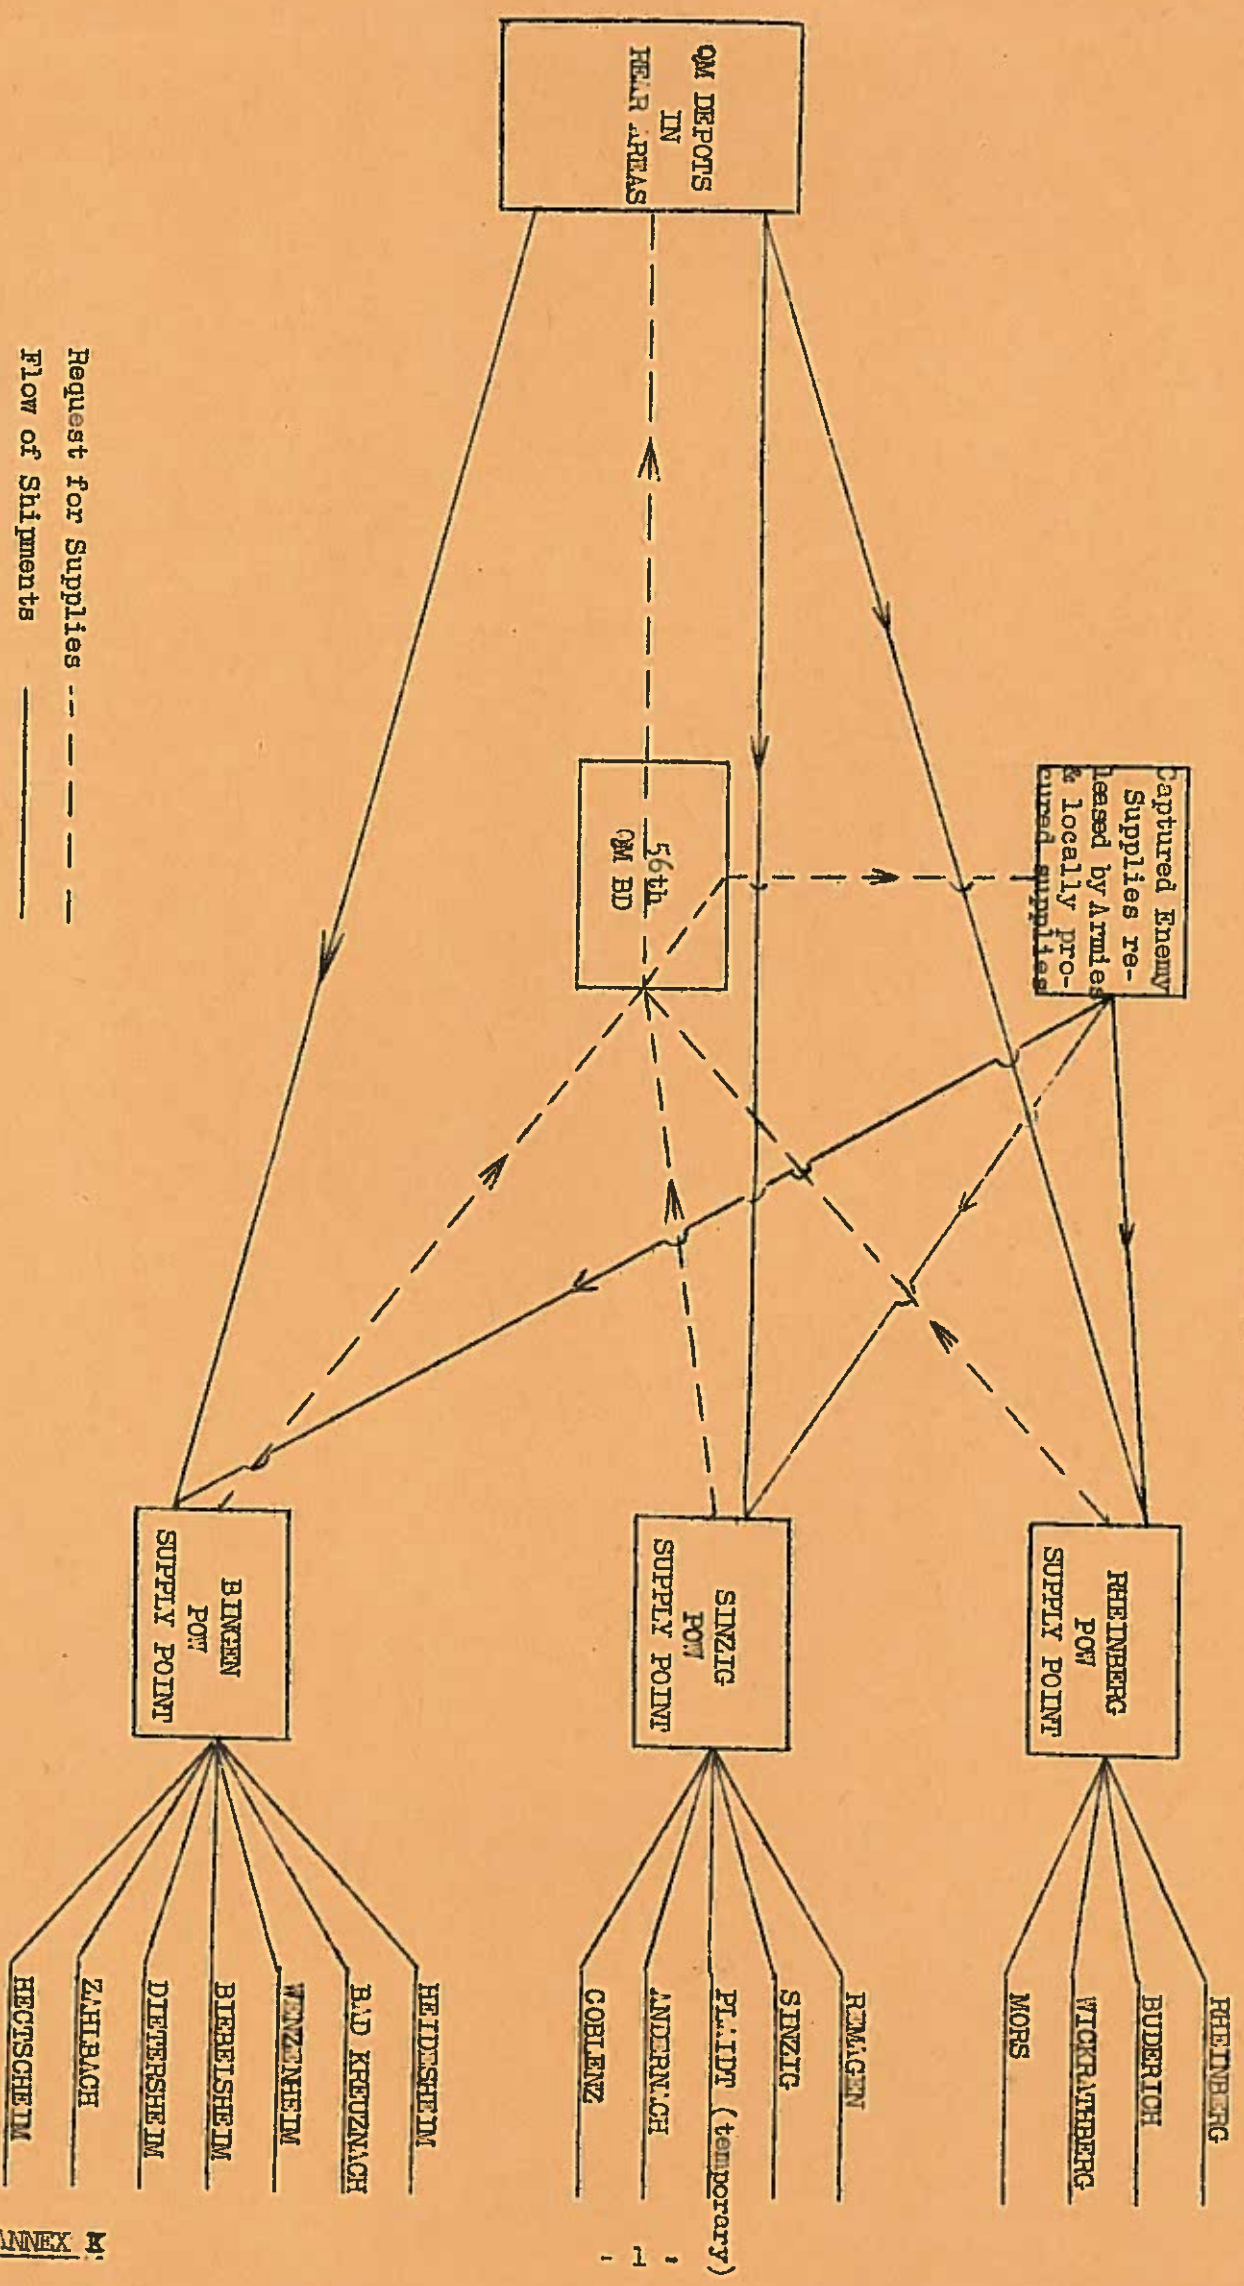 QM DEPOTS
IN
REAR AREAS
Captured Enemy
Supplies re-
leased by Armies
& locally pro-
cured supplies
56th
QM BD
RHEINBERG
POW
SUPPLY POINT
SINZIG
POW
SUPPLY POINT
BINGEN
POW
SUPPLY POINT
RHEINBERG
BUDERICH
WICKRATHBERG
MORS
REMAGEN
SINZIG
PLAIDT (temporary)
ANDERNACH
COBLENZ
HEIDESHEIM
BAD KREUZNACH
WINZENHEIM
BIEBELSHEIM
DIETERSHEIM
ZAHLBACH
HECTSCHEIM
Request for Supplies
Flow of Shipments
- 1 -
ANNEX